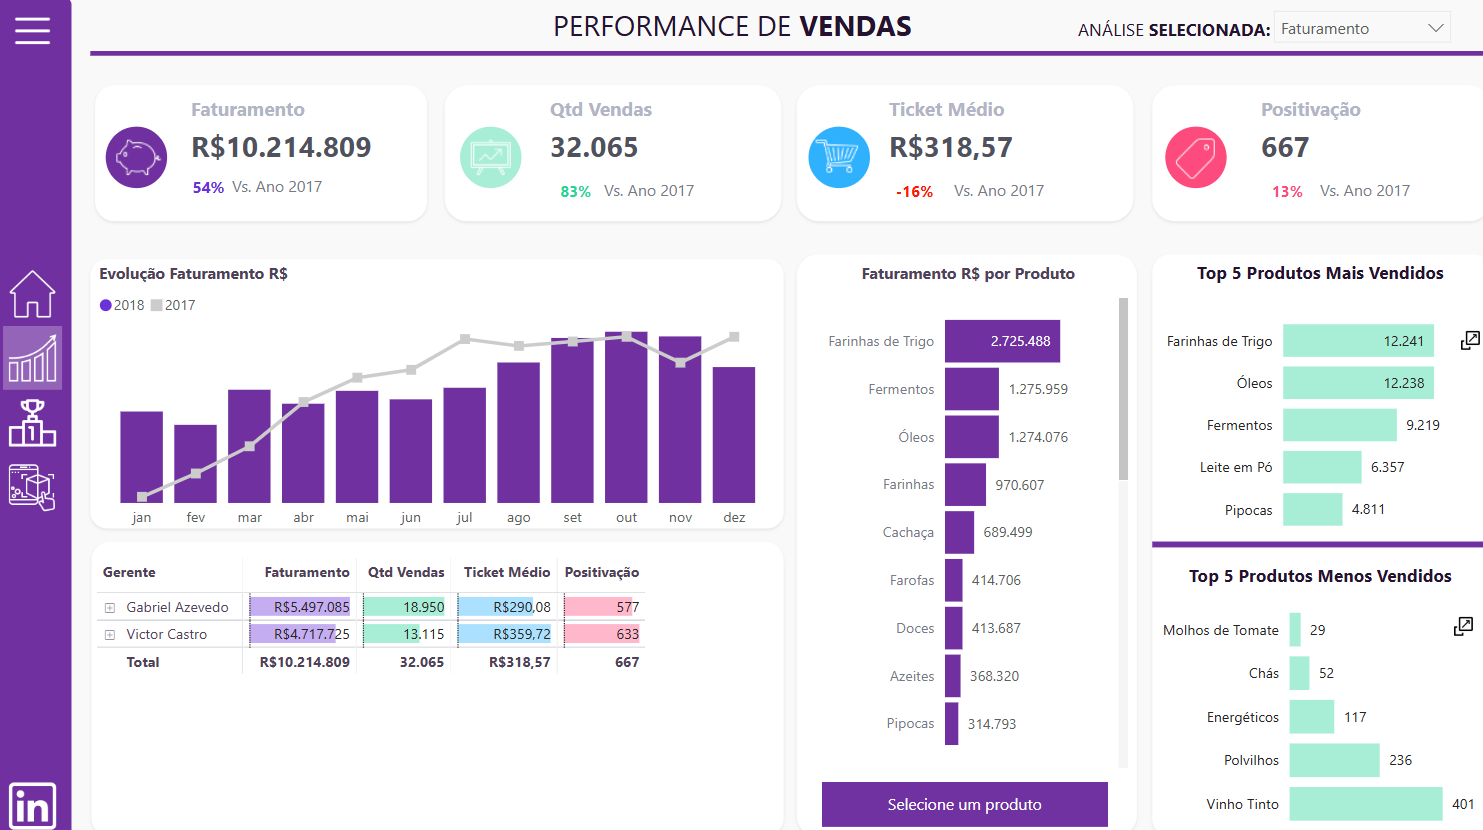 PERFORMANCE DE VENDAS
ANÁLISE SELECIONADA: Faturamento
Faturamento
R$10.214.809
54% Vs. Ano 2017
Qtd Vendas
32.065
83% Vs. Ano 2017
Ticket Médio
R$318,57
-16% Vs. Ano 2017
Positivação
667
13% Vs. Ano 2017
Evolução Faturamento R$
2018 2017
jan fev mar abr mai jun jul ago set out nov dez
Gerente Faturamento Qtd Vendas Ticket Médio Positivação
Gabriel Azevedo R$5.497.085 18.950 R$290,08 577
Victor Castro R$4.717.725 13.115 R$359,72 633
Total R$10.214.809 32.065 R$318,57 667
Faturamento R$ por Produto
Farinhas de Trigo 2.725.488
Fermentos 1.275.959
Óleos 1.274.076
Farinhas 970.607
Cachaça 689.499
Farofas 414.706
Doces 413.687
Azeites 368.320
Pipocas 314.793
Selecione um produto
Top 5 Produtos Mais Vendidos
Farinhas de Trigo 12.241
Óleos 12.238
Fermentos 9.219
Leite em Pó 6.357
Pipocas 4.811
Top 5 Produtos Menos Vendidos
Molhos de Tomate 29
Chás 52
Energéticos 117
Polvilhos 236
Vinho Tinto 401
1
in